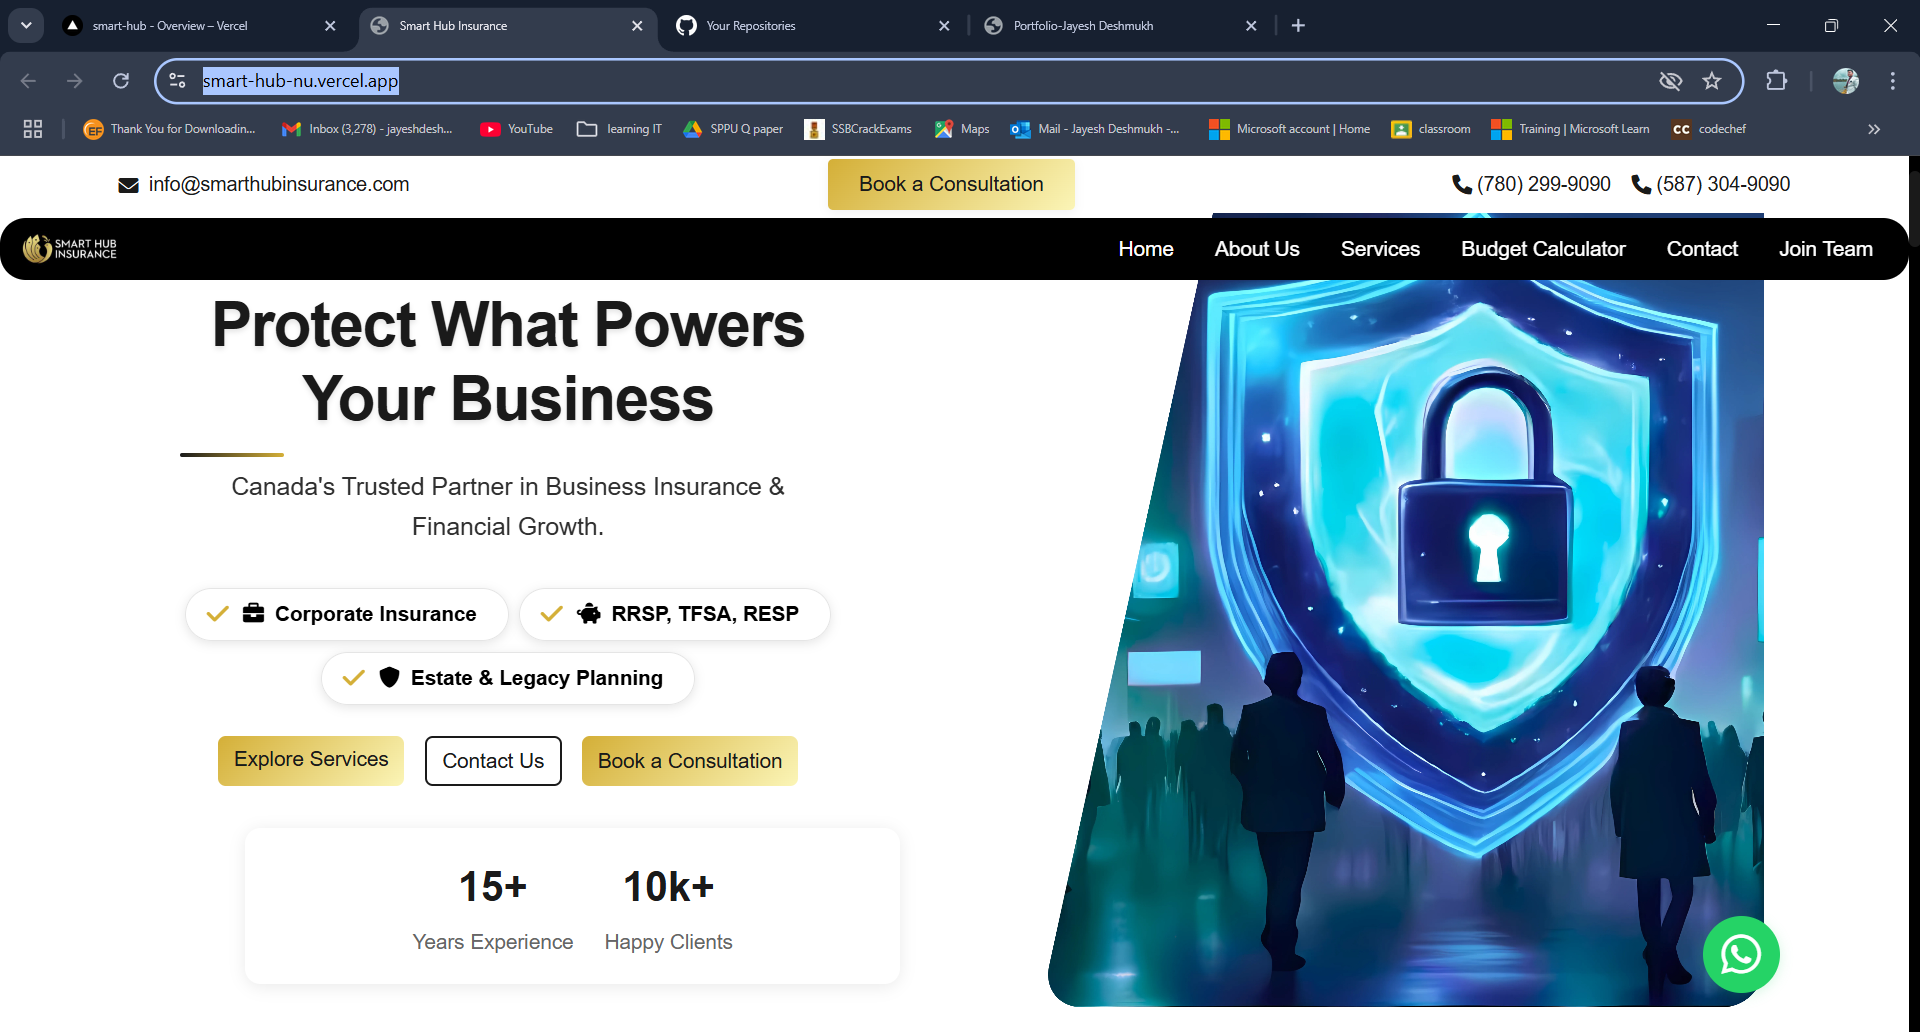 smart-hub - Overview – Vercel
Smart Hub Insurance
Your Repositories
Portfolio-Jayesh Deshmukh
smart-hub-nu.vercel.app
Thank You for Downloadin...
Inbox (3,278) - jayeshdesh...
YouTube
learning IT
SPPU Q paper
SSBCrackExams
Maps
Mail - Jayesh Deshmukh -...
Microsoft account | Home
classroom
Training | Microsoft Learn
CC codechef
info@smarthubinsurance.com
Book a Consultation
(780) 299-9090
(587) 304-9090
SMART HUB
INSURANCE
Home
About Us
Services
Budget Calculator
Contact
Join Team
Protect What Powers
Your Business
Canada's Trusted Partner in Business Insurance &
Financial Growth.
Corporate Insurance
RRSP, TFSA, RESP
Estate & Legacy Planning
Explore Services
Contact Us
Book a Consultation
15+
10k+
Years Experience
Happy Clients